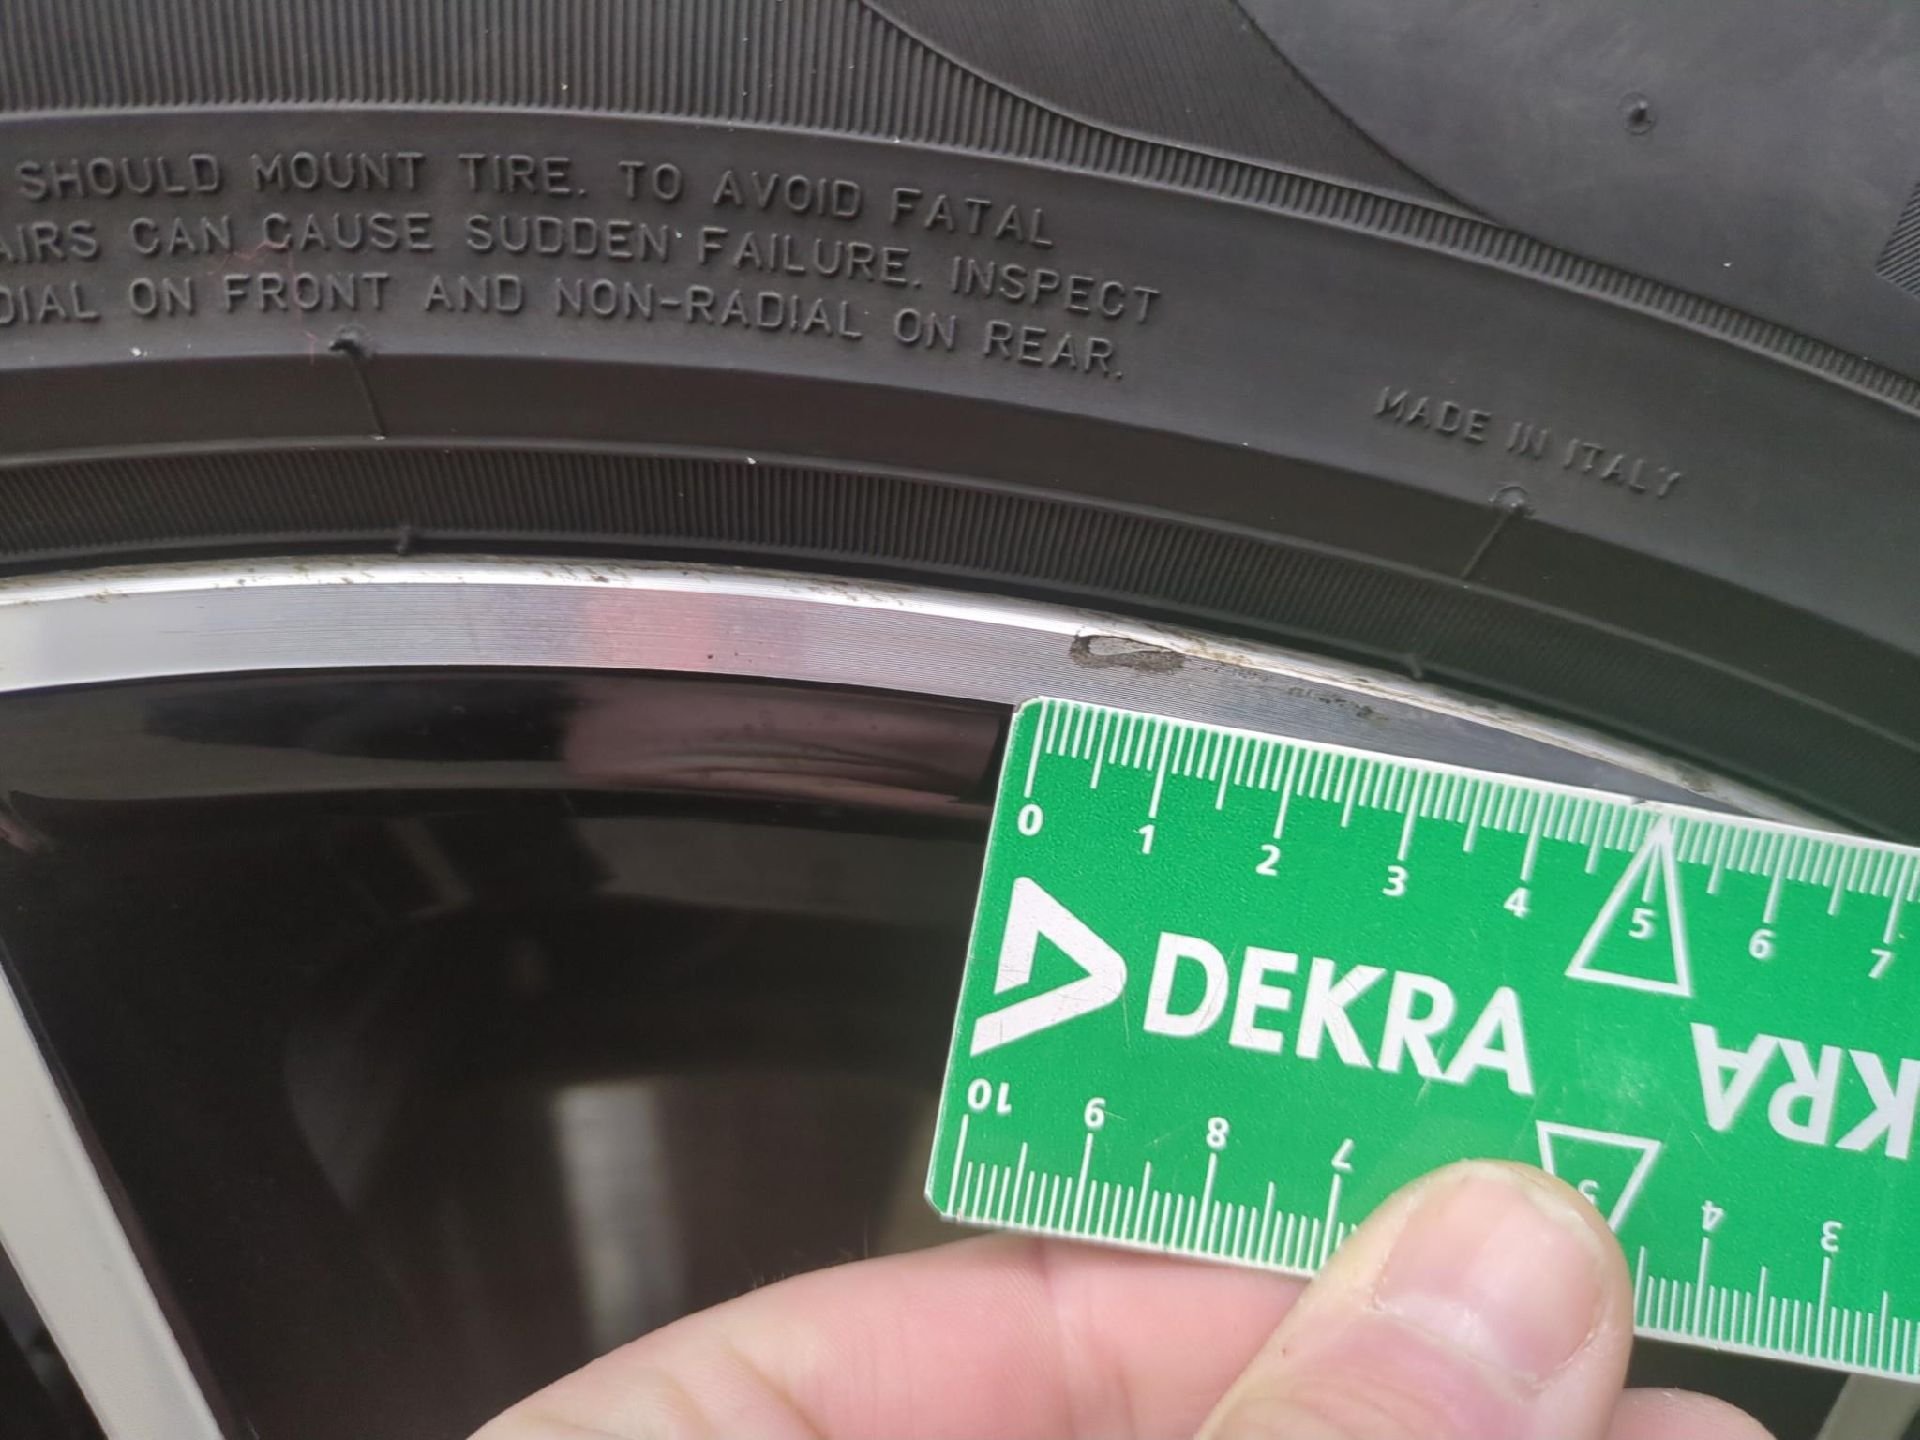 SHOULD MOUNT TIRE. TO AVOID FATAL
AIRS CAN CAUSE SUDDEN FAILURE. INSPECT
DIAL ON FRONT AND NON-RADIAL ON REAR.
MADE IN ITALY
0 1 2 3 4 5 6 7
DEKRA
KRA
10 9 8 7 5 4 3